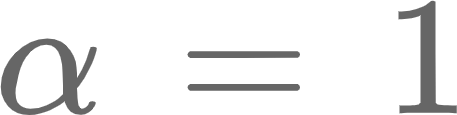 α = 1